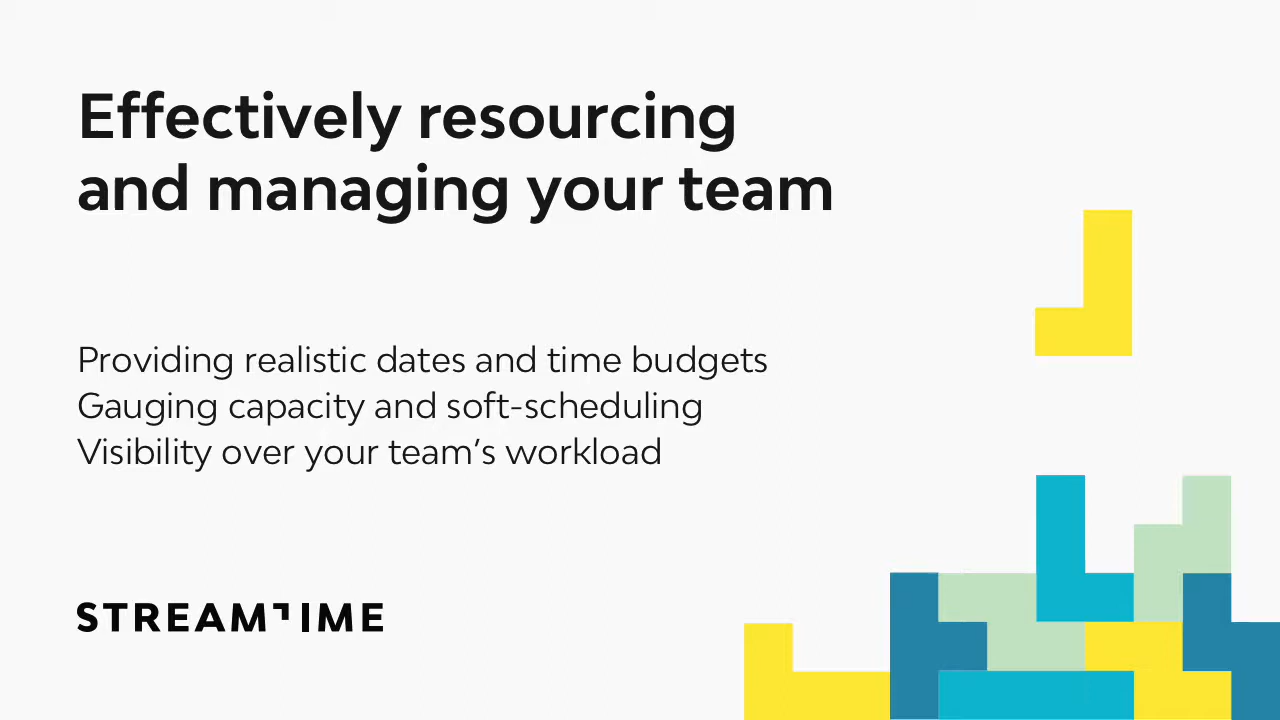 Effectively resourcing
and managing your team
Providing realistic dates and time budgets
Gauging capacity and soft-scheduling
Visibility over your team’s workload
STREAMTIME